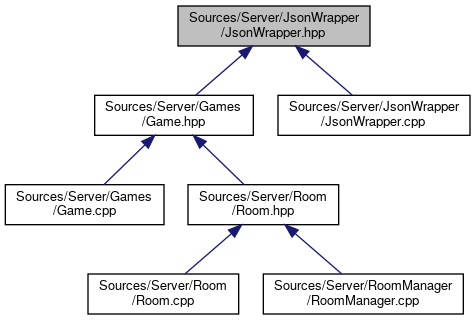 Sources/Server/JsonWrapper
/JsonWrapper.hpp
Sources/Server/Games
/Game.hpp
Sources/Server/JsonWrapper
/JsonWrapper.cpp
Sources/Server/Games
/Game.cpp
Sources/Server/Room
/Room.hpp
Sources/Server/Room
/Room.cpp
Sources/Server/RoomManager
/RoomManager.cpp